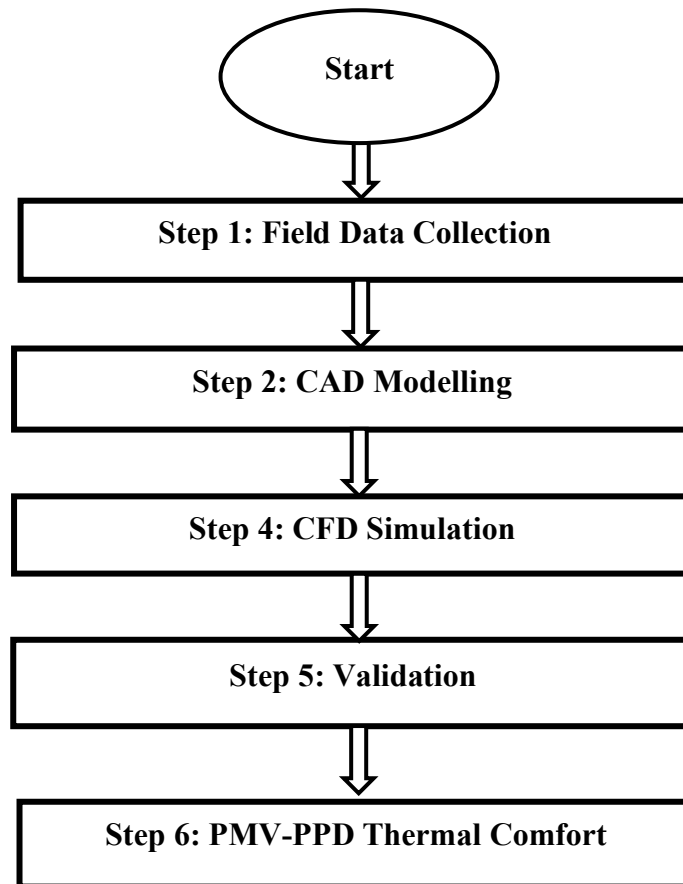 Start
Step 1: Field Data Collection
Step 2: CAD Modelling
Step 4: CFD Simulation
Step 5: Validation
Step 6: PMV-PPD Thermal Comfort